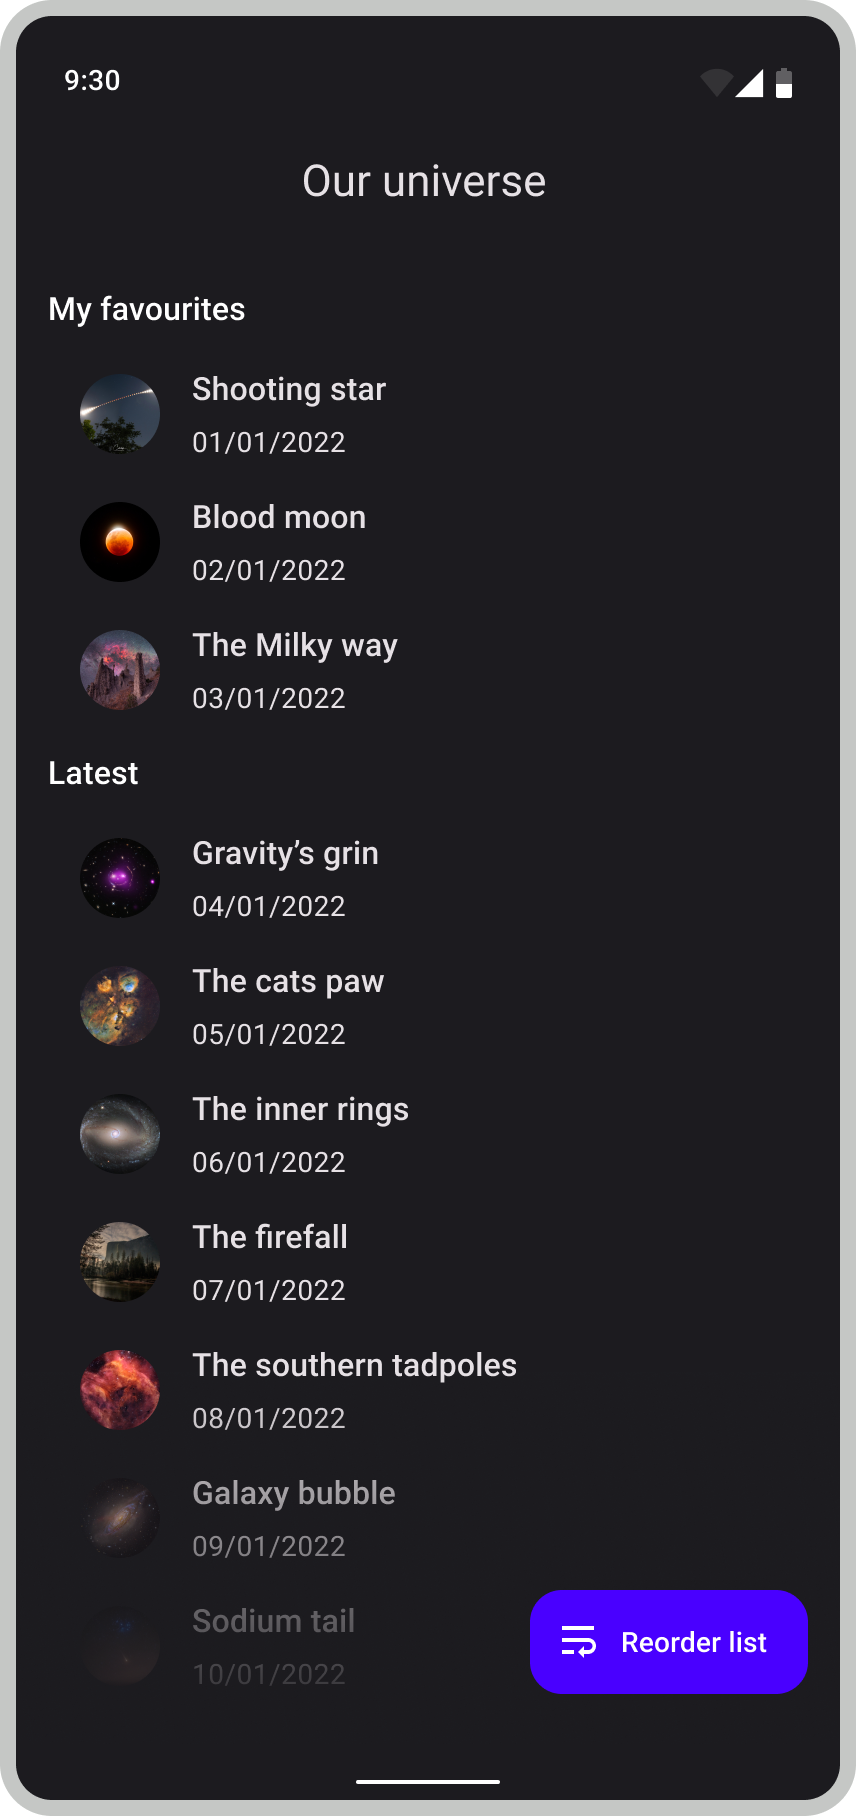 9:30
Our universe
My favourites
Shooting star
01/01/2022
Blood moon
02/01/2022
The Milky way
03/01/2022
Latest
Gravity’s grin
04/01/2022
The cats paw
05/01/2022
The inner rings
06/01/2022
The firefall
07/01/2022
The southern tadpoles
08/01/2022
Galaxy bubble
09/01/2022
Sodium tail
10/01/2022
Reorder list